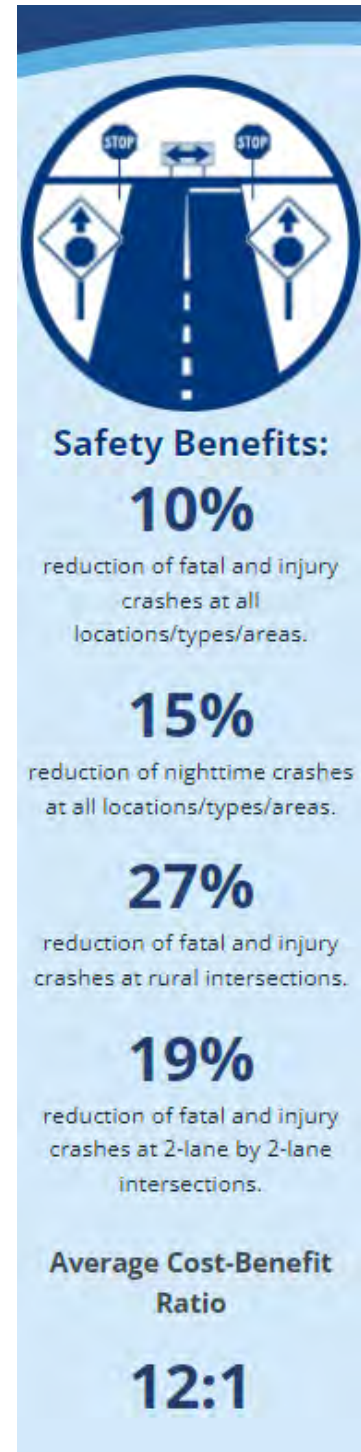 STOP
STOP
Safety Benefits:
10%
reduction of fatal and injury
crashes at all
locations/types/areas.
15%
reduction of nighttime crashes
at all locations/types/areas.
27%
reduction of fatal and injury
crashes at rural intersections.
19%
reduction of fatal and injury
crashes at 2-lane by 2-lane
intersections.
Average Cost-Benefit
Ratio
12:1